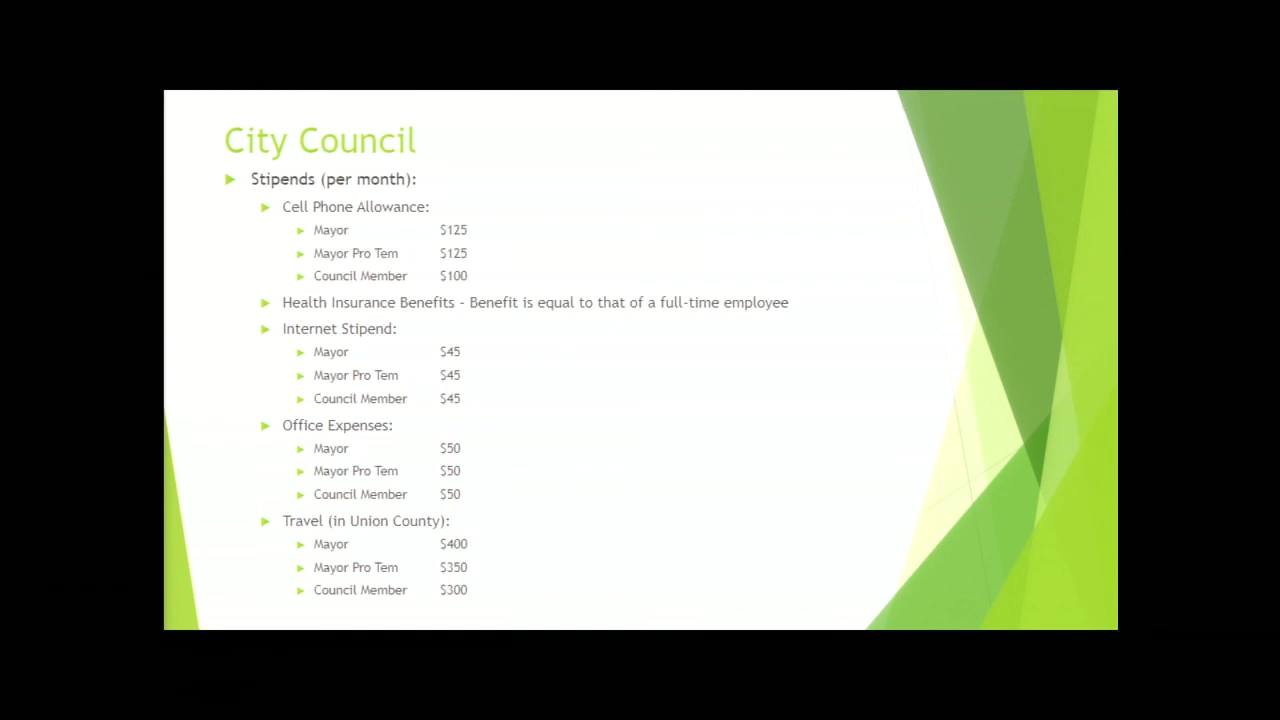 City Council
Stipends (per month):
Cell Phone Allowance:
Mayor $125
Mayor Pro Tem $125
Council Member $100
Health Insurance Benefits - Benefit is equal to that of a full-time employee
Internet Stipend:
Mayor $45
Mayor Pro Tem $45
Council Member $45
Office Expenses:
Mayor $50
Mayor Pro Tem $50
Council Member $50
Travel (in Union County):
Mayor $400
Mayor Pro Tem $350
Council Member $300